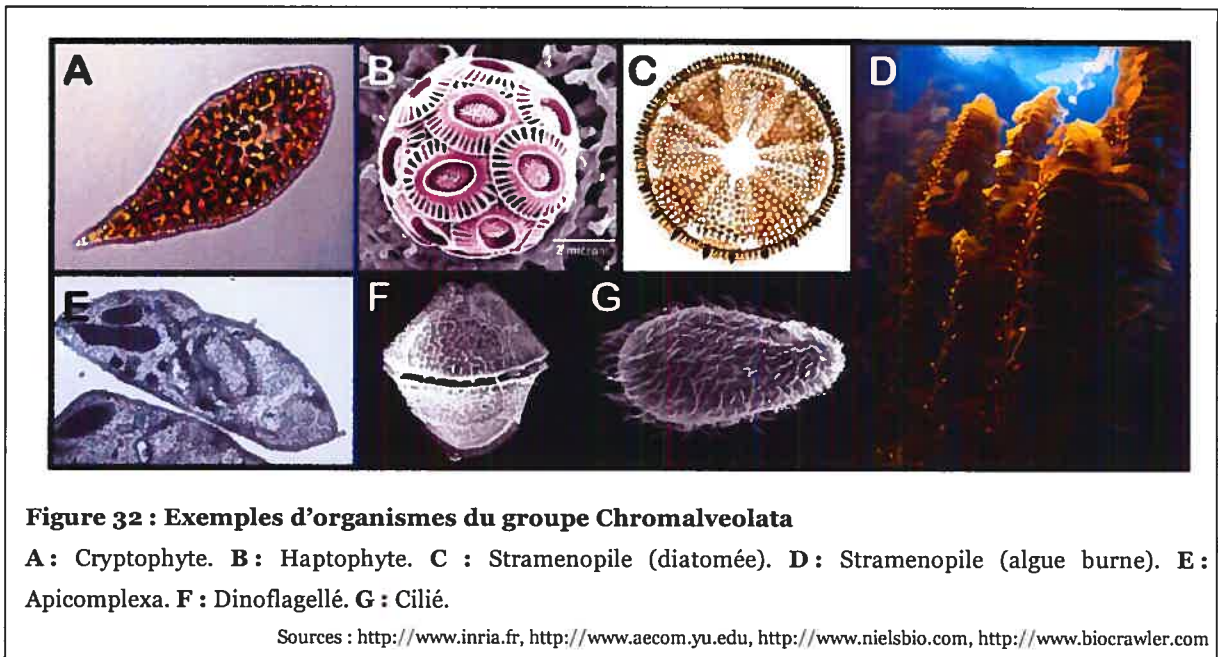 A
B
C
D
2 microns
E
F
G
Figure 32 : Exemples d'organismes du groupe Chromalveolata
A : Cryptophyte. B : Haptophyte. C : Stramenopile (diatomée). D : Stramenopile (algue burne). E :
Apicomplexa. F : Dinoflagellé. G : Cilié.
Sources : http://www.inria.fr, http://www.aecom.yu.edu, http://www.nielsbio.com, http://www.biocrawler.com